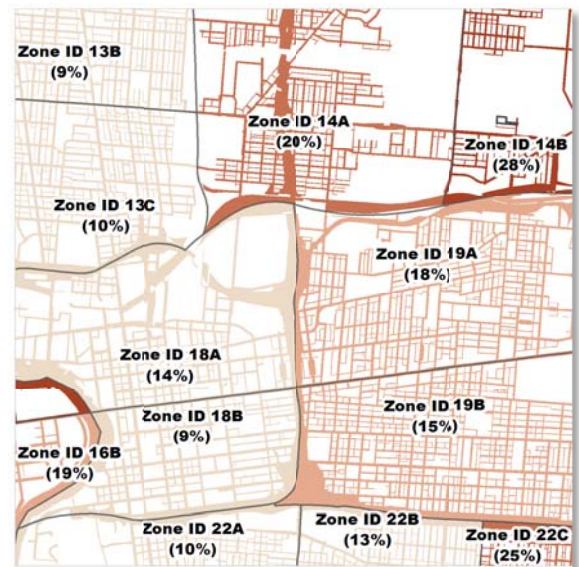 Zone ID 13B
(9%)
Zone ID 14A
(20%)
Zone ID 14B
(28%)
Zone ID 13C
(10%)
Zone ID 19A
(18%)
Zone ID 18A
(14%)
Zone ID 18B
(9%)
Zone ID 19B
(15%)
Zone ID 16B
(19%)
Zone ID 22A
(10%)
Zone ID 22B
(13%)
Zone ID 22C
(25%)